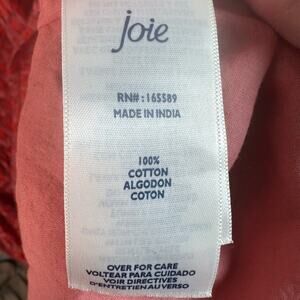 joie
RN#:165589
MADE IN INDIA
100%
COTTON
ALGODON
COTON
OVER FOR CARE
VOLTEAR PARA CUIDADO
VOIR DIRECTIVES
D'ENTRETIEN AU VERSO